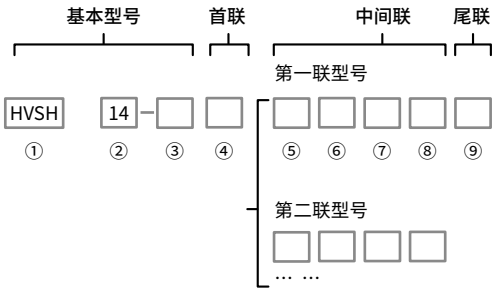 基本型号 首联 中间联 尾联
第一联型号
HVSH 14 –
① ② ③ ④ ⑤ ⑥ ⑦ ⑧ ⑨
第二联型号
… …